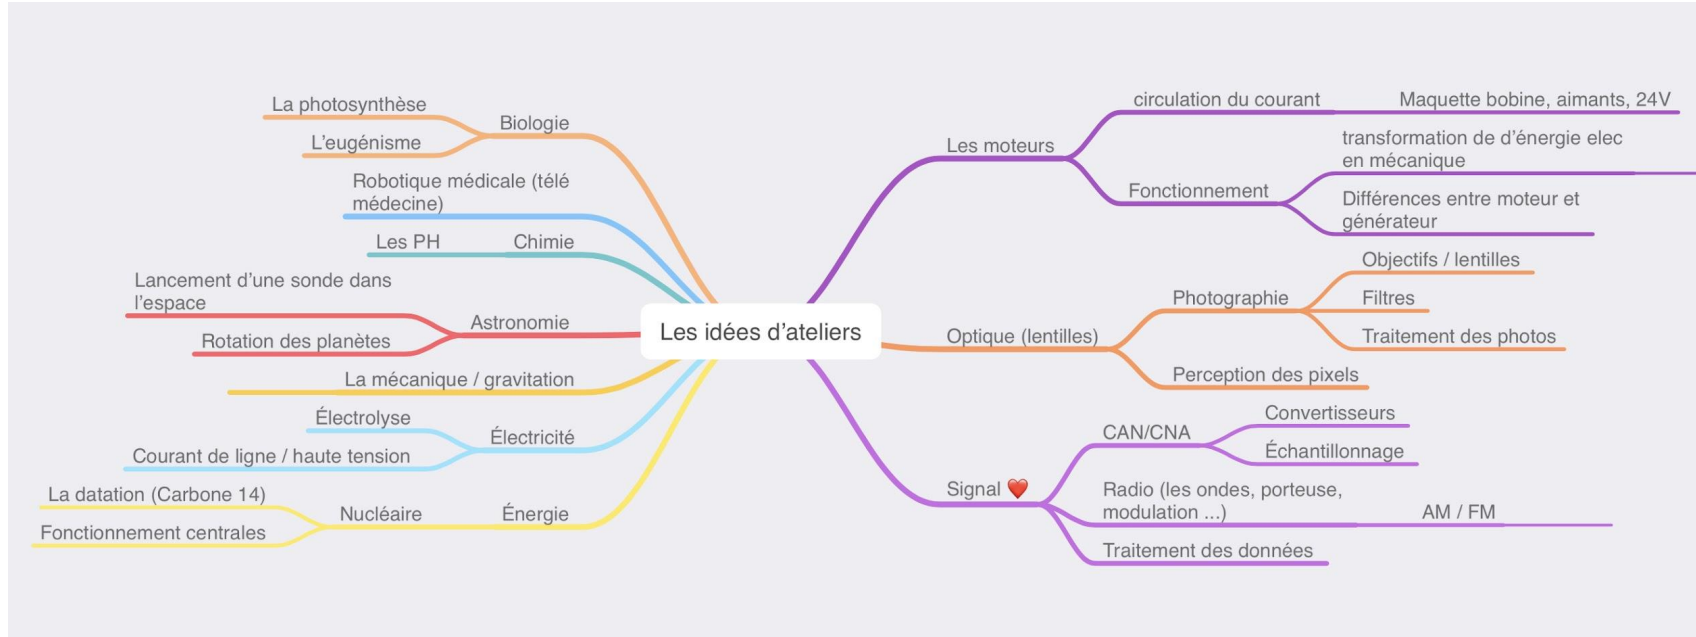 Les idées d’ateliers
La photosynthèse
Biologie
L’eugénisme
Robotique médicale (télé
médecine)
Les PH
Chimie
Lancement d’une sonde dans
l’espace
Astronomie
Rotation des planètes
La mécanique / gravitation
Électrolyse
Électricité
Courant de ligne / haute tension
La datation (Carbone 14)
Nucléaire
Énergie
Fonctionnement centrales
Les moteurs
circulation du courant
Maquette bobine, aimants, 24V
Fonctionnement
transformation de d’énergie elec
en mécanique
Différences entre moteur et
générateur
Optique (lentilles)
Photographie
Objectifs / lentilles
Filtres
Traitement des photos
Perception des pixels
Signal ❤️
CAN/CNA
Convertisseurs
Échantillonnage
Radio (les ondes, porteuse,
modulation ...)
AM / FM
Traitement des données